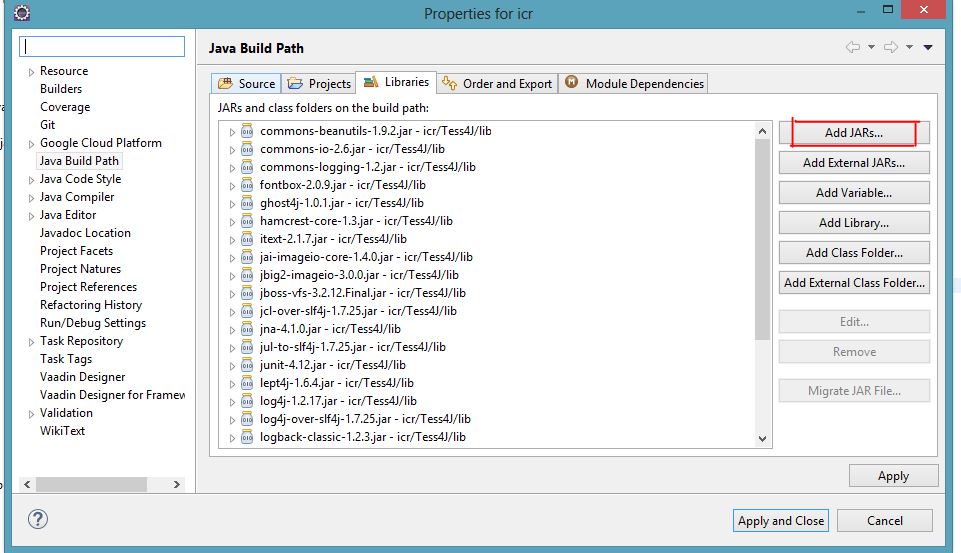 Properties for icr
Java Build Path
Resource
Builders
Coverage
Git
Google Cloud Platform
Java Build Path
Java Code Style
Java Compiler
Java Editor
Javadoc Location
Project Facets
Project Natures
Project References
Refactoring History
Run/Debug Settings
Task Repository
Task Tags
Vaadin Designer
Vaadin Designer for Framew
Validation
WikiText
Source Projects Libraries Order and Export Module Dependencies
JARs and class folders on the build path:
commons-beanutils-1.9.2.jar - icr/Tess4J/lib
commons-io-2.6.jar - icr/Tess4J/lib
commons-logging-1.2.jar - icr/Tess4J/lib
fontbox-2.0.9.jar - icr/Tess4J/lib
ghost4j-1.0.1.jar - icr/Tess4J/lib
hamcrest-core-1.3.jar - icr/Tess4J/lib
itext-2.1.7.jar - icr/Tess4J/lib
jai-imageio-core-1.4.0.jar - icr/Tess4J/lib
jbig2-imageio-3.0.0.jar - icr/Tess4J/lib
jboss-vfs-3.2.12.Final.jar - icr/Tess4J/lib
jcl-over-slf4j-1.7.25.jar - icr/Tess4J/lib
jna-4.1.0.jar - icr/Tess4J/lib
jul-to-slf4j-1.7.25.jar - icr/Tess4J/lib
junit-4.12.jar - icr/Tess4J/lib
lept4j-1.6.4.jar - icr/Tess4J/lib
log4j-1.2.17.jar - icr/Tess4J/lib
log4j-over-slf4j-1.7.25.jar - icr/Tess4J/lib
logback-classic-1.2.3.jar - icr/Tess4J/lib
Add JARs...
Add External JARs...
Add Variable...
Add Library...
Add Class Folder...
Add External Class Folder...
Edit...
Remove
Migrate JAR File...
Apply
Apply and Close
Cancel